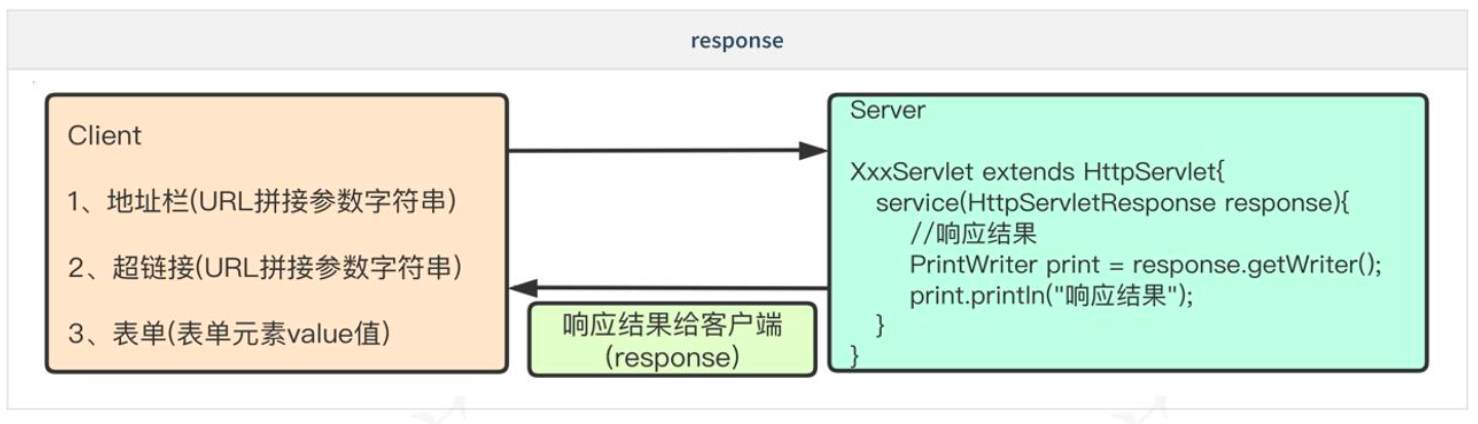 response
Client
1、地址栏(URL拼接参数字符串)
2、超链接(URL拼接参数字符串)
3、表单(表单元素value值)
响应结果给客户端
(response)
Server
XxxServlet extends HttpServlet{
service(HttpServletResponse response){
//响应结果
PrintWriter print = response.getWriter();
print.println("响应结果");
}
}